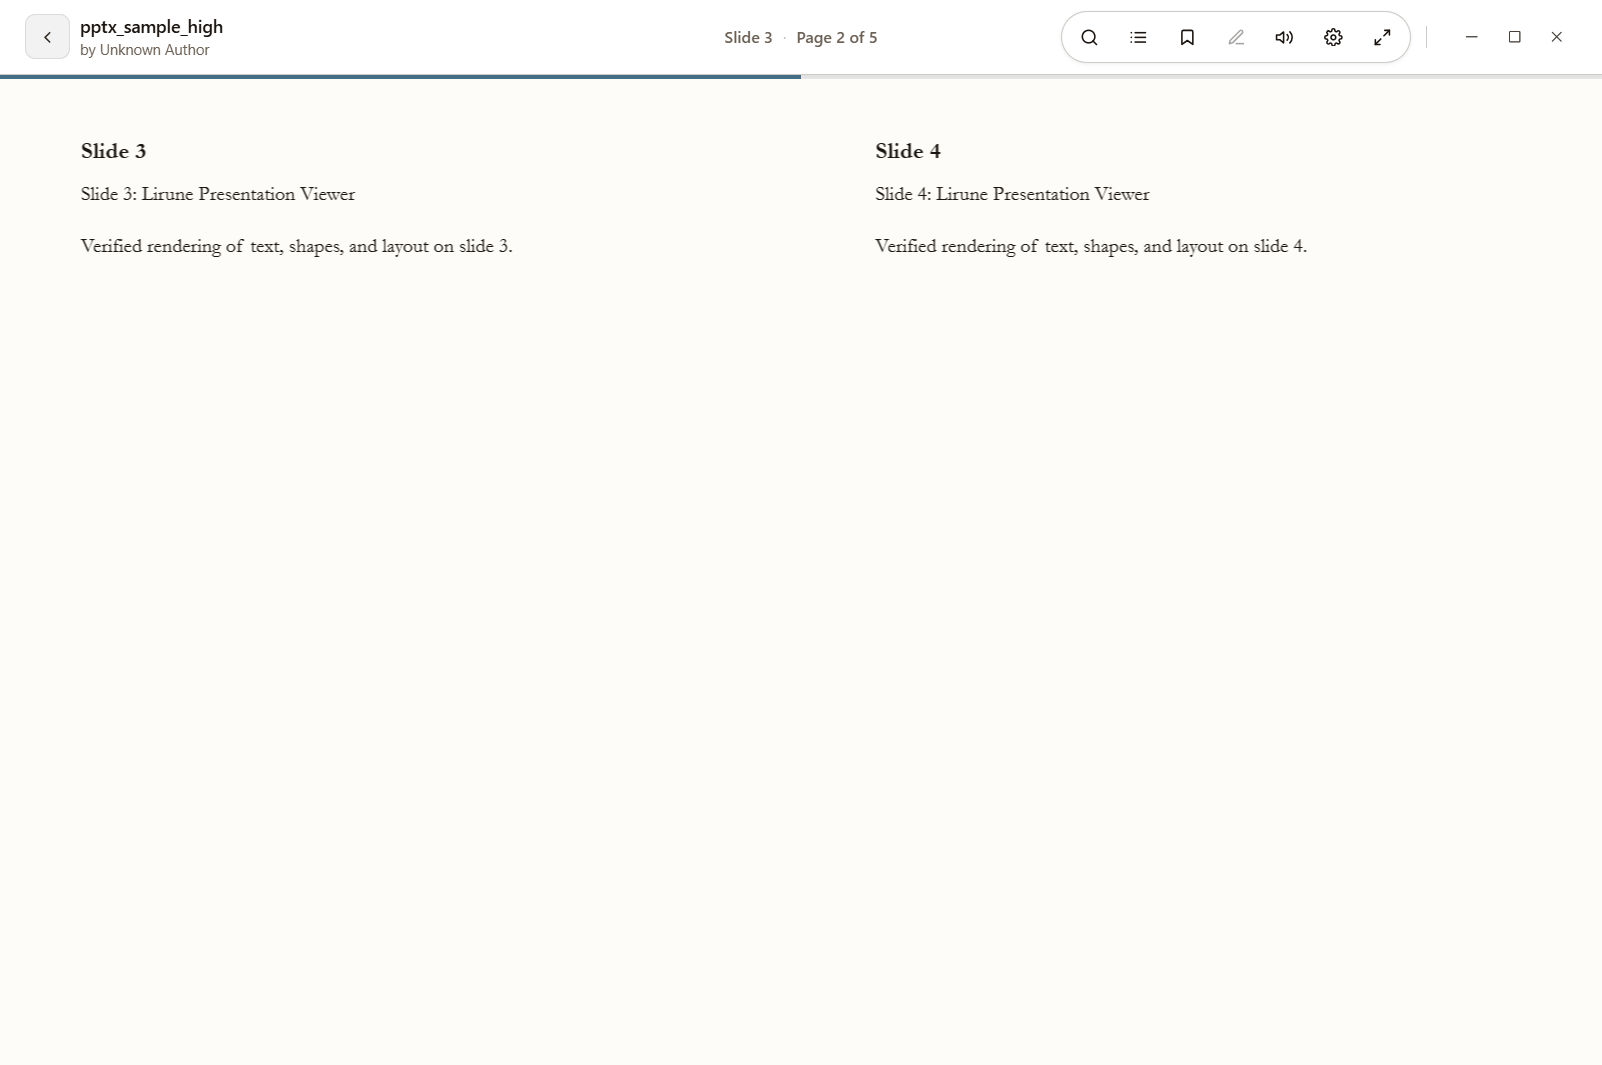 pptx_sample_high
by Unknown Author
Slide 3 · Page 2 of 5
Slide 3
Slide 3: Lirune Presentation Viewer
Verified rendering of text, shapes, and layout on slide 3.
Slide 4
Slide 4: Lirune Presentation Viewer
Verified rendering of text, shapes, and layout on slide 4.